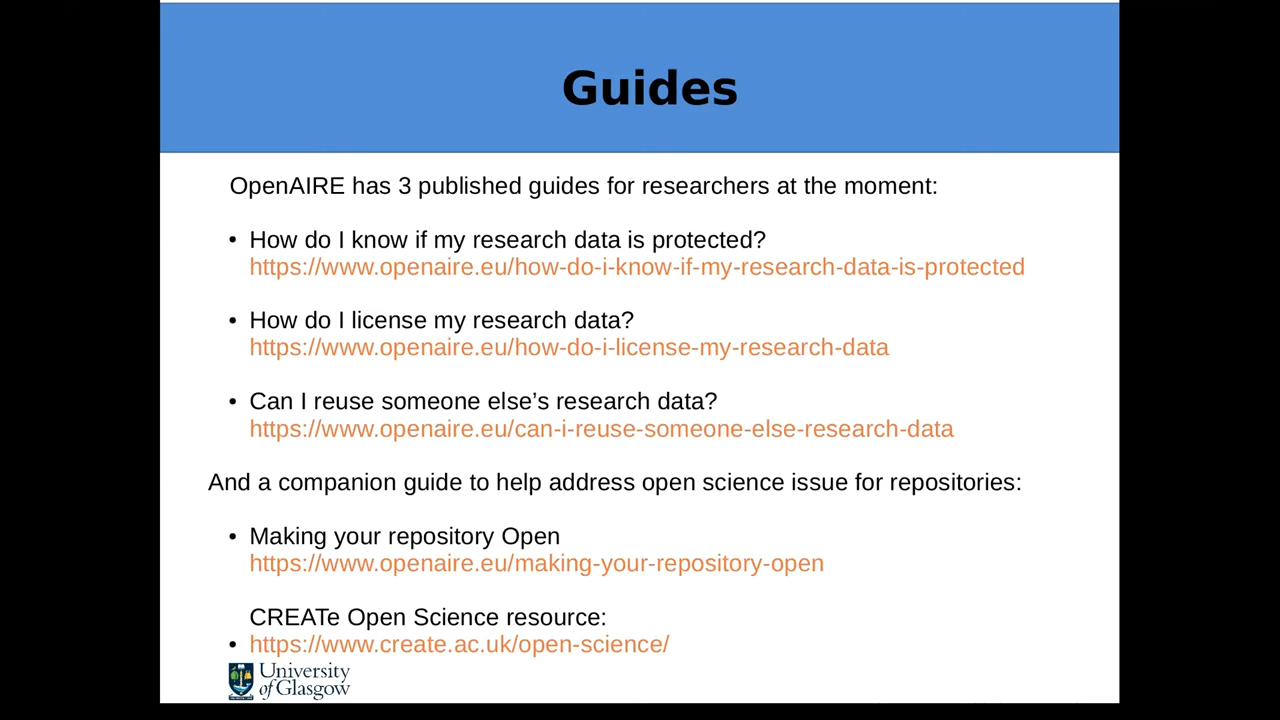 Guides
OpenAIRE has 3 published guides for researchers at the moment:
• How do I know if my research data is protected?
https://www.openaire.eu/how-do-i-know-if-my-research-data-is-protected
• How do I license my research data?
https://www.openaire.eu/how-do-i-license-my-research-data
• Can I reuse someone else’s research data?
https://www.openaire.eu/can-i-reuse-someone-else-research-data
And a companion guide to help address open science issue for repositories:
• Making your repository Open
https://www.openaire.eu/making-your-repository-open
CREATe Open Science resource:
• https://www.create.ac.uk/open-science/
University
of Glasgow